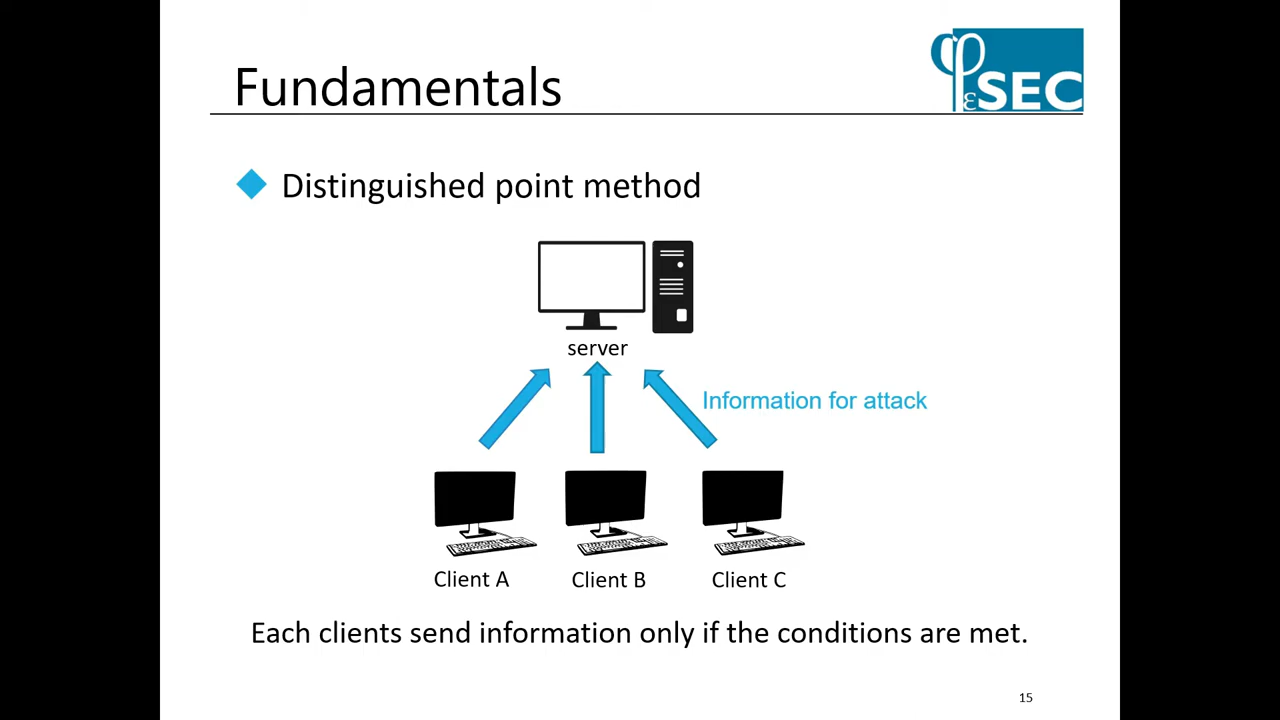 Fundamentals
φεSEC
Distinguished point method
server
Information for attack
Client A
Client B
Client C
Each clients send information only if the conditions are met.
15